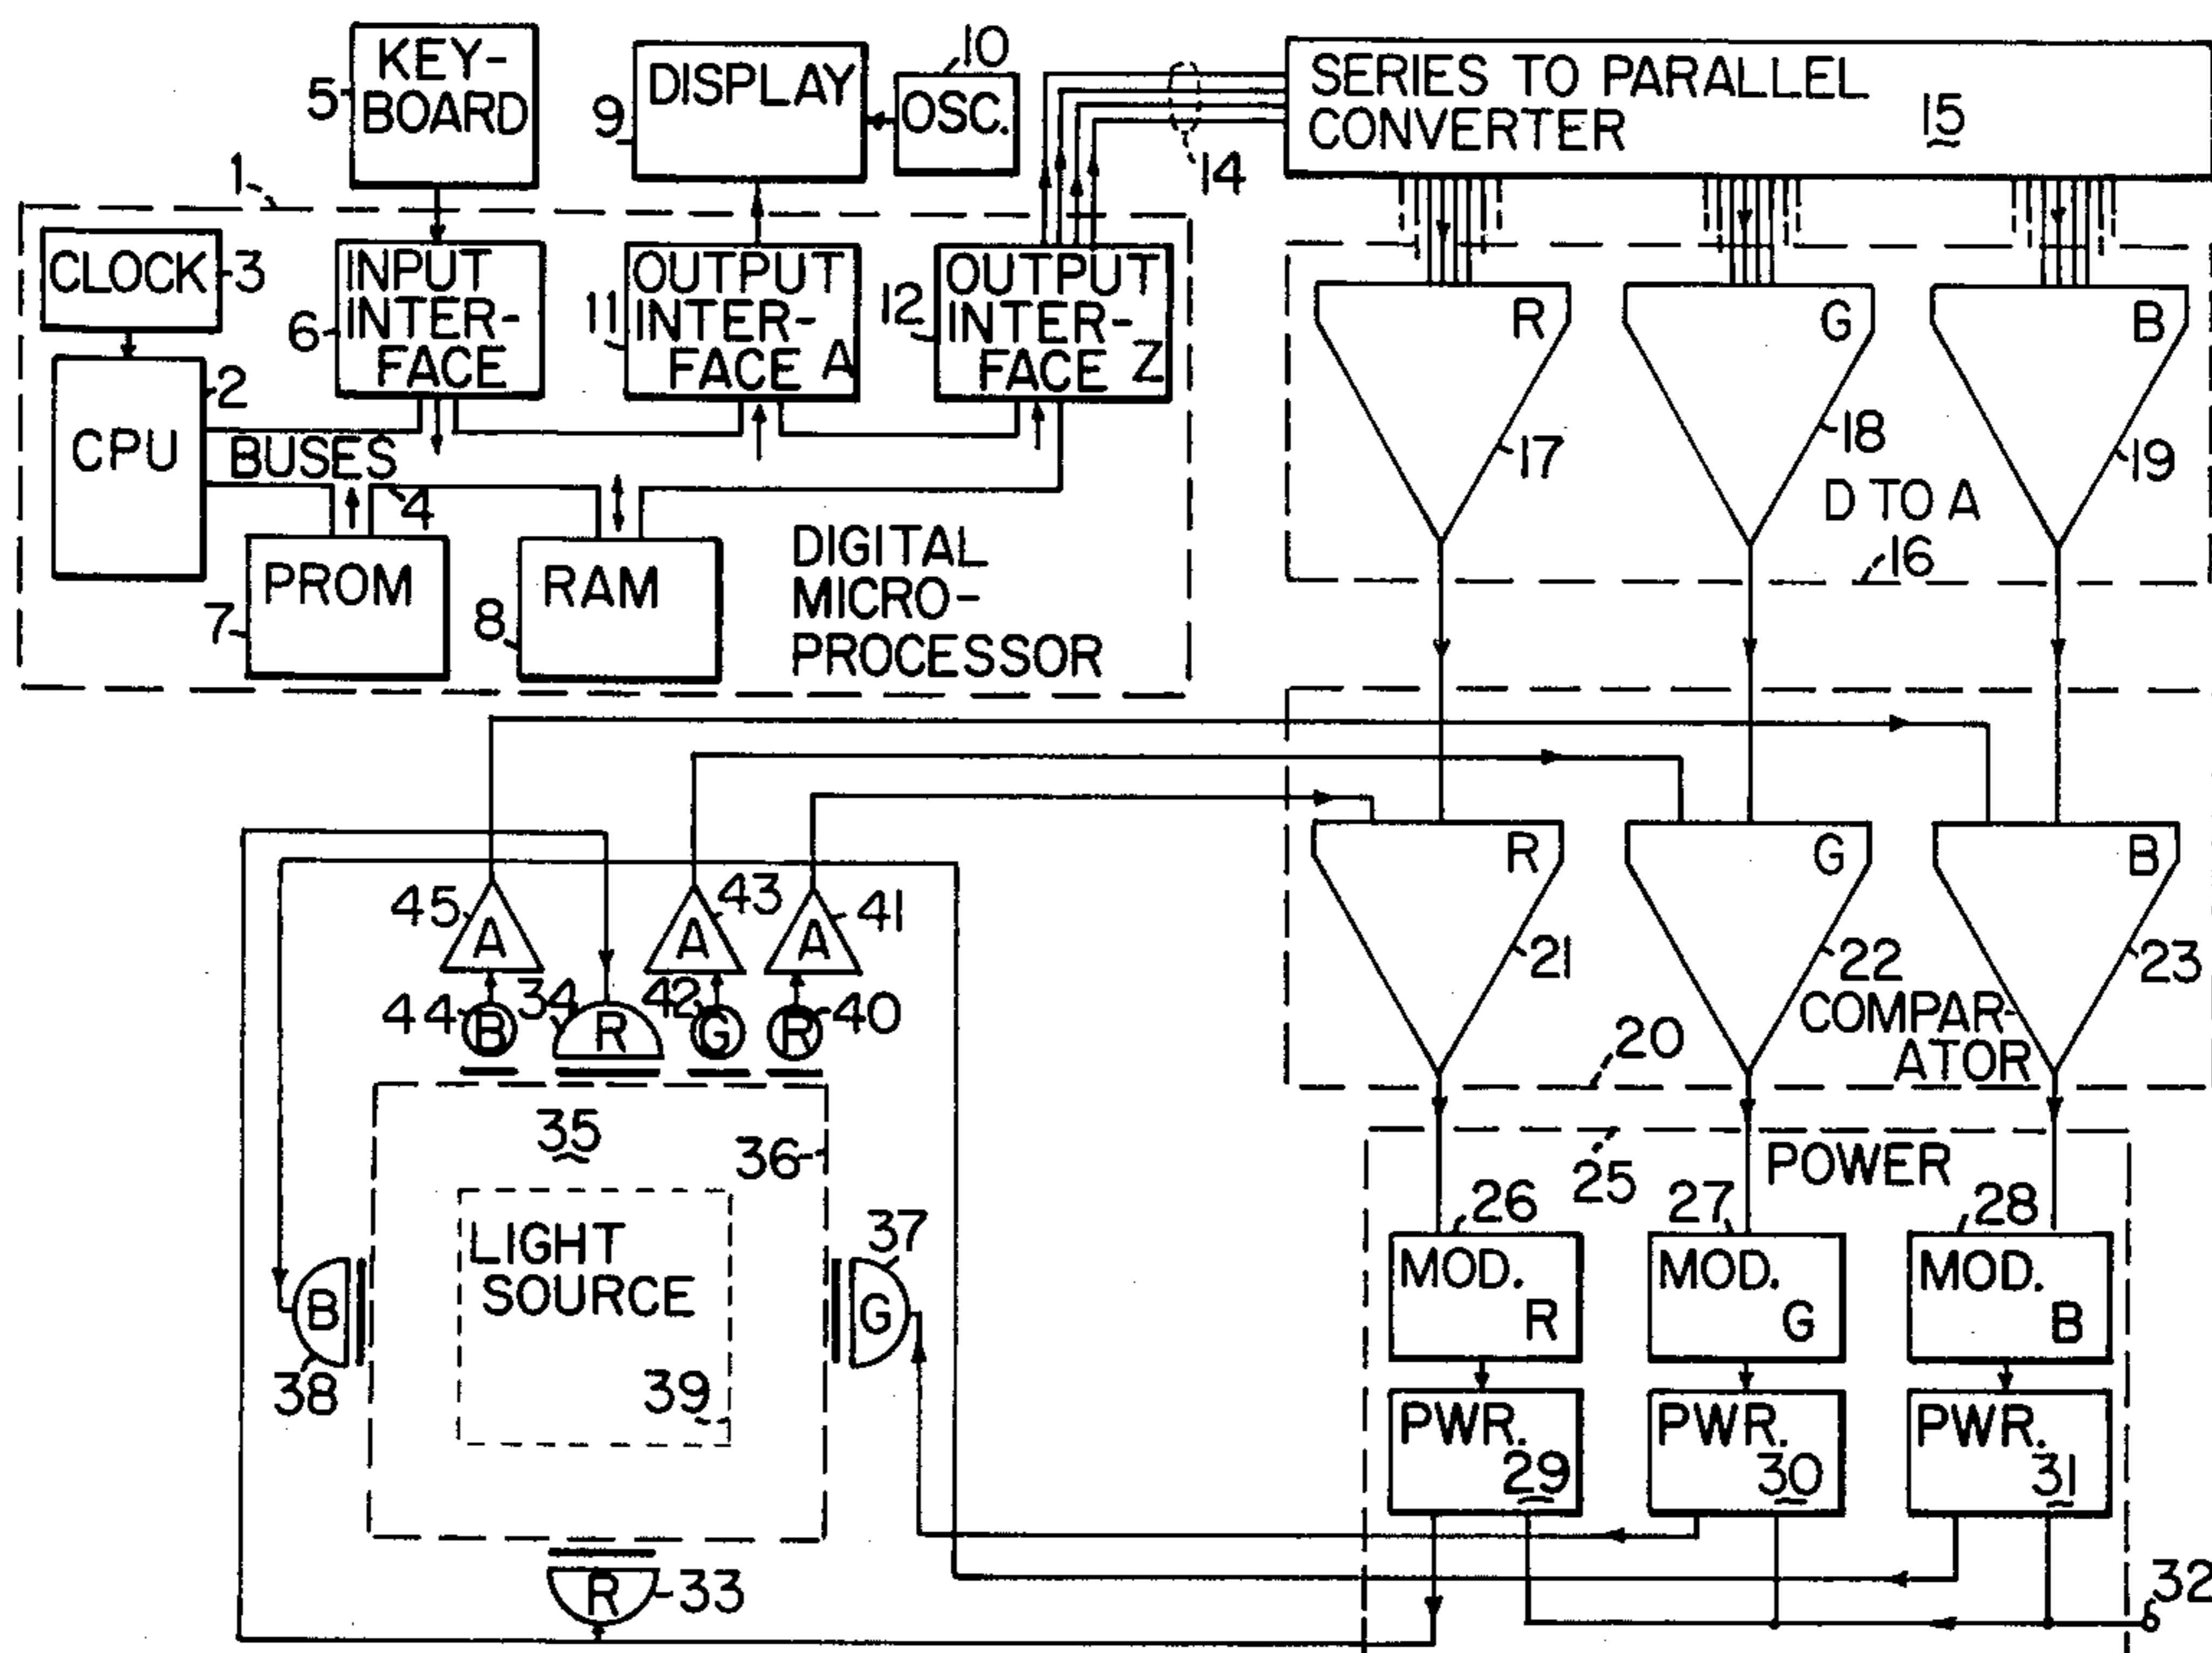 KEY-
BOARD
5
DISPLAY
9
10
OSC.
14
SERIES TO PARALLEL
CONVERTER
15
1
CLOCK
3
INPUT
INTER-
FACE
6
OUTPUT
INTER-
FACE A
11
OUTPUT
INTER-
FACE Z
12
2
CPU
BUSES
4
PROM
7
RAM
8
DIGITAL
MICRO-
PROCESSOR
R
17
G
18
B
19
D TO A
16
45
A
43
A
41
A
44
B
34
R
42
G
40
R
R
21
G
22
B
23
COMPAR-
ATOR
20
35
36
LIGHT
SOURCE
39
37
G
B
38
R
33
25
POWER
26
MOD.
R
27
MOD.
G
28
MOD.
B
PWR.
29
PWR.
30
PWR.
31
32